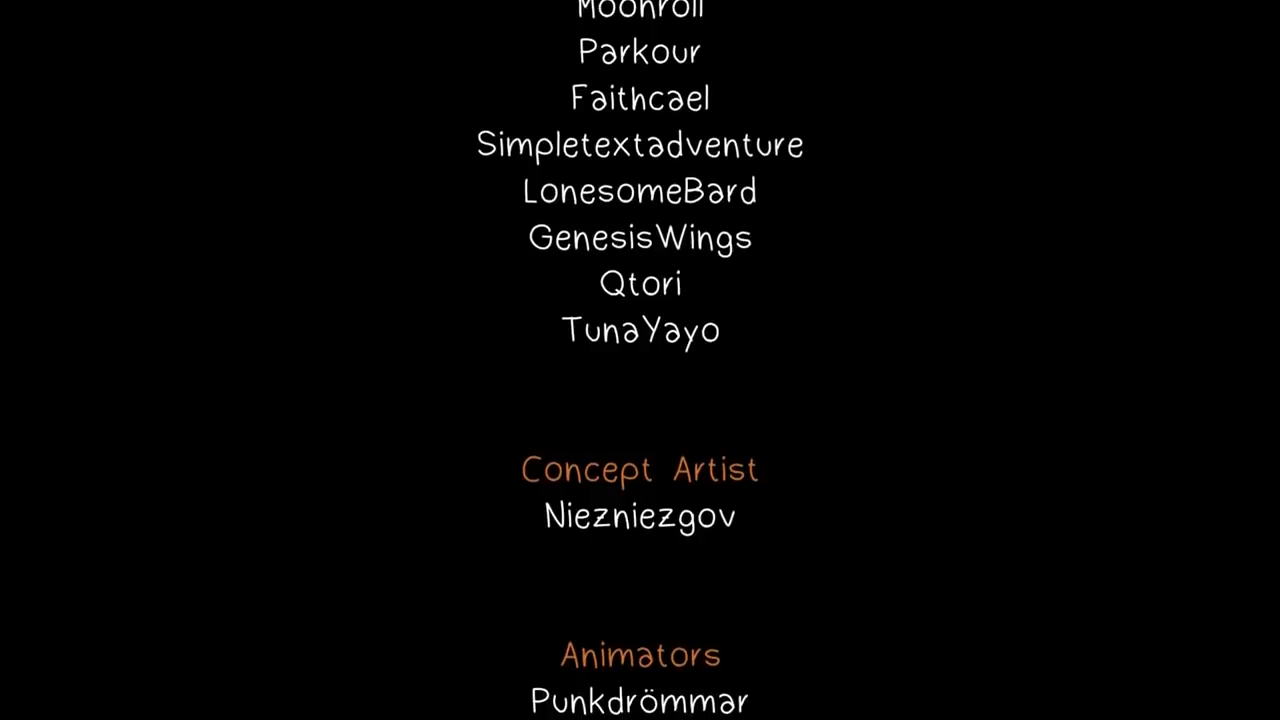 Moonroll
Parkour
Faithcael
Simpletextadventure
LonesomeBard
GenesisWings
Qtori
TunaYayo
Concept Artist
Niezniezgov
Animators
Punkdrömmar